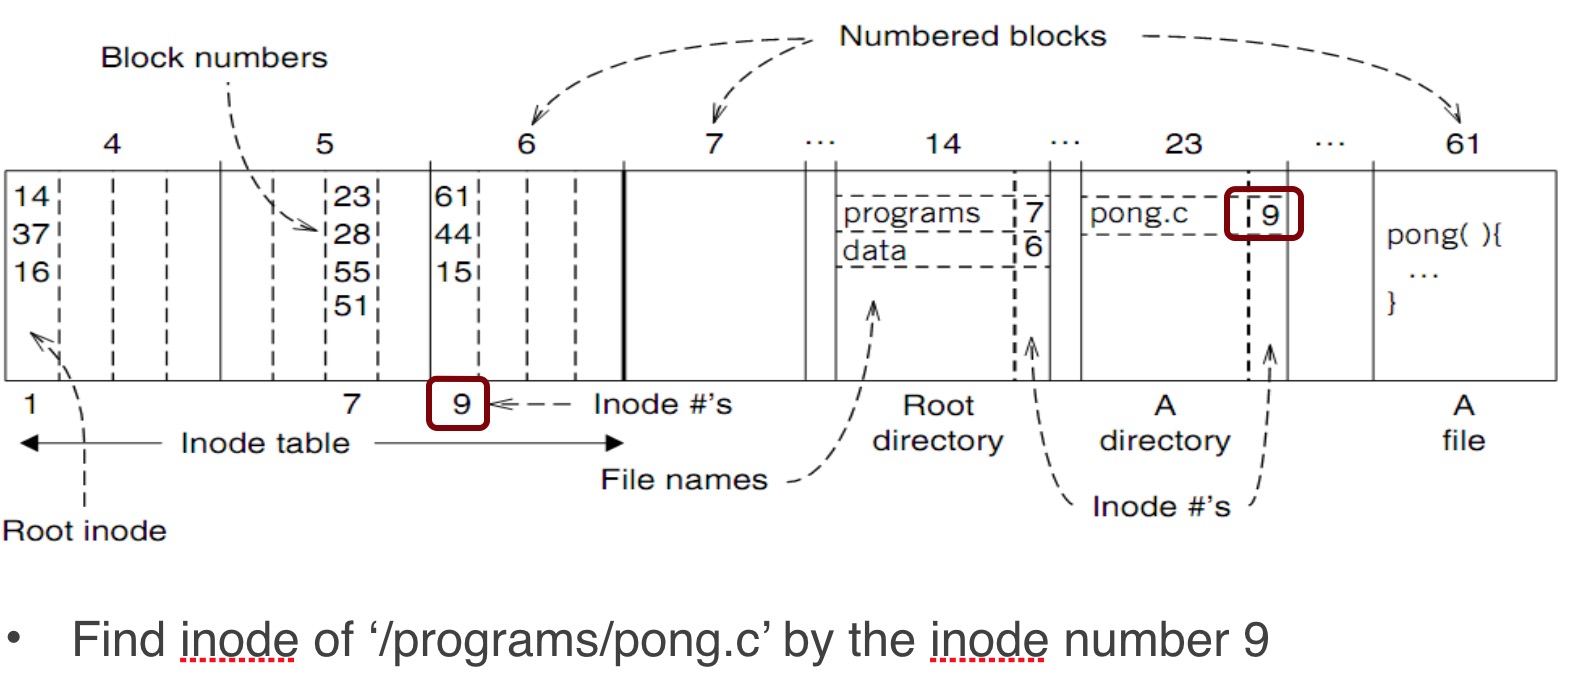 Numbered blocks
Block numbers
4 5 6 7 ... 14 ... 23 ... 61
14 23 61
programs 7 pong.c 9
37 28 44 pong( ){
data 6
16 55 15 ...
51 }
1 7 9 Inode #'s Root A A
Inode table directory directory file
File names
Inode #'s
Root inode
• Find inode of ‘/programs/pong.c’ by the inode number 9